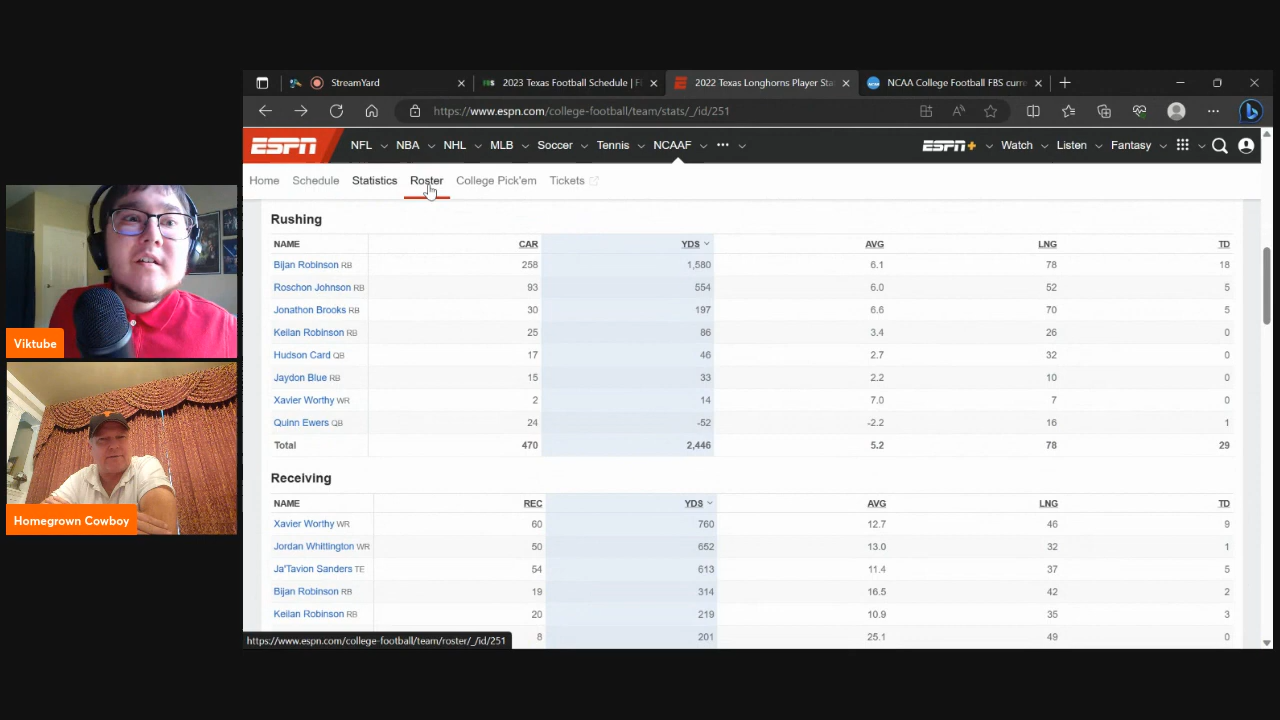 StreamYard
2023 Texas Football Schedule | F
2022 Texas Longhorns Player Sta
NCAA College Football FBS curre
https://www.espn.com/college-football/team/stats/_/id/251
ESPN NFL NBA NHL MLB Soccer Tennis NCAAF ••• ESPN+ Watch Listen Fantasy
Home Schedule Statistics Roster College Pick'em Tickets
Rushing
NAME CAR YDS AVG LNG TD
Bijan Robinson RB 258 1,580 6.1 78 18
Roschon Johnson RB 93 554 6.0 52 5
Jonathon Brooks RB 30 197 6.6 70 5
Keilan Robinson RB 25 86 3.4 26 0
Hudson Card QB 17 46 2.7 32 0
Jaydon Blue RB 15 33 2.2 10 0
Xavier Worthy WR 2 14 7.0 7 0
Quinn Ewers QB 24 -52 -2.2 16 1
Total 470 2,446 5.2 78 29
Receiving
NAME REC YDS AVG LNG TD
Xavier Worthy WR 60 760 12.7 46 9
Jordan Whittington WR 50 652 13.0 32 1
Ja'Tavion Sanders TE 54 613 11.4 37 5
Bijan Robinson RB 19 314 16.5 42 2
Keilan Robinson RB 20 219 10.9 35 3
8 201 25.1 49 0
https://www.espn.com/college-football/team/roster/_/id/251
Viktube
Homegrown Cowboy